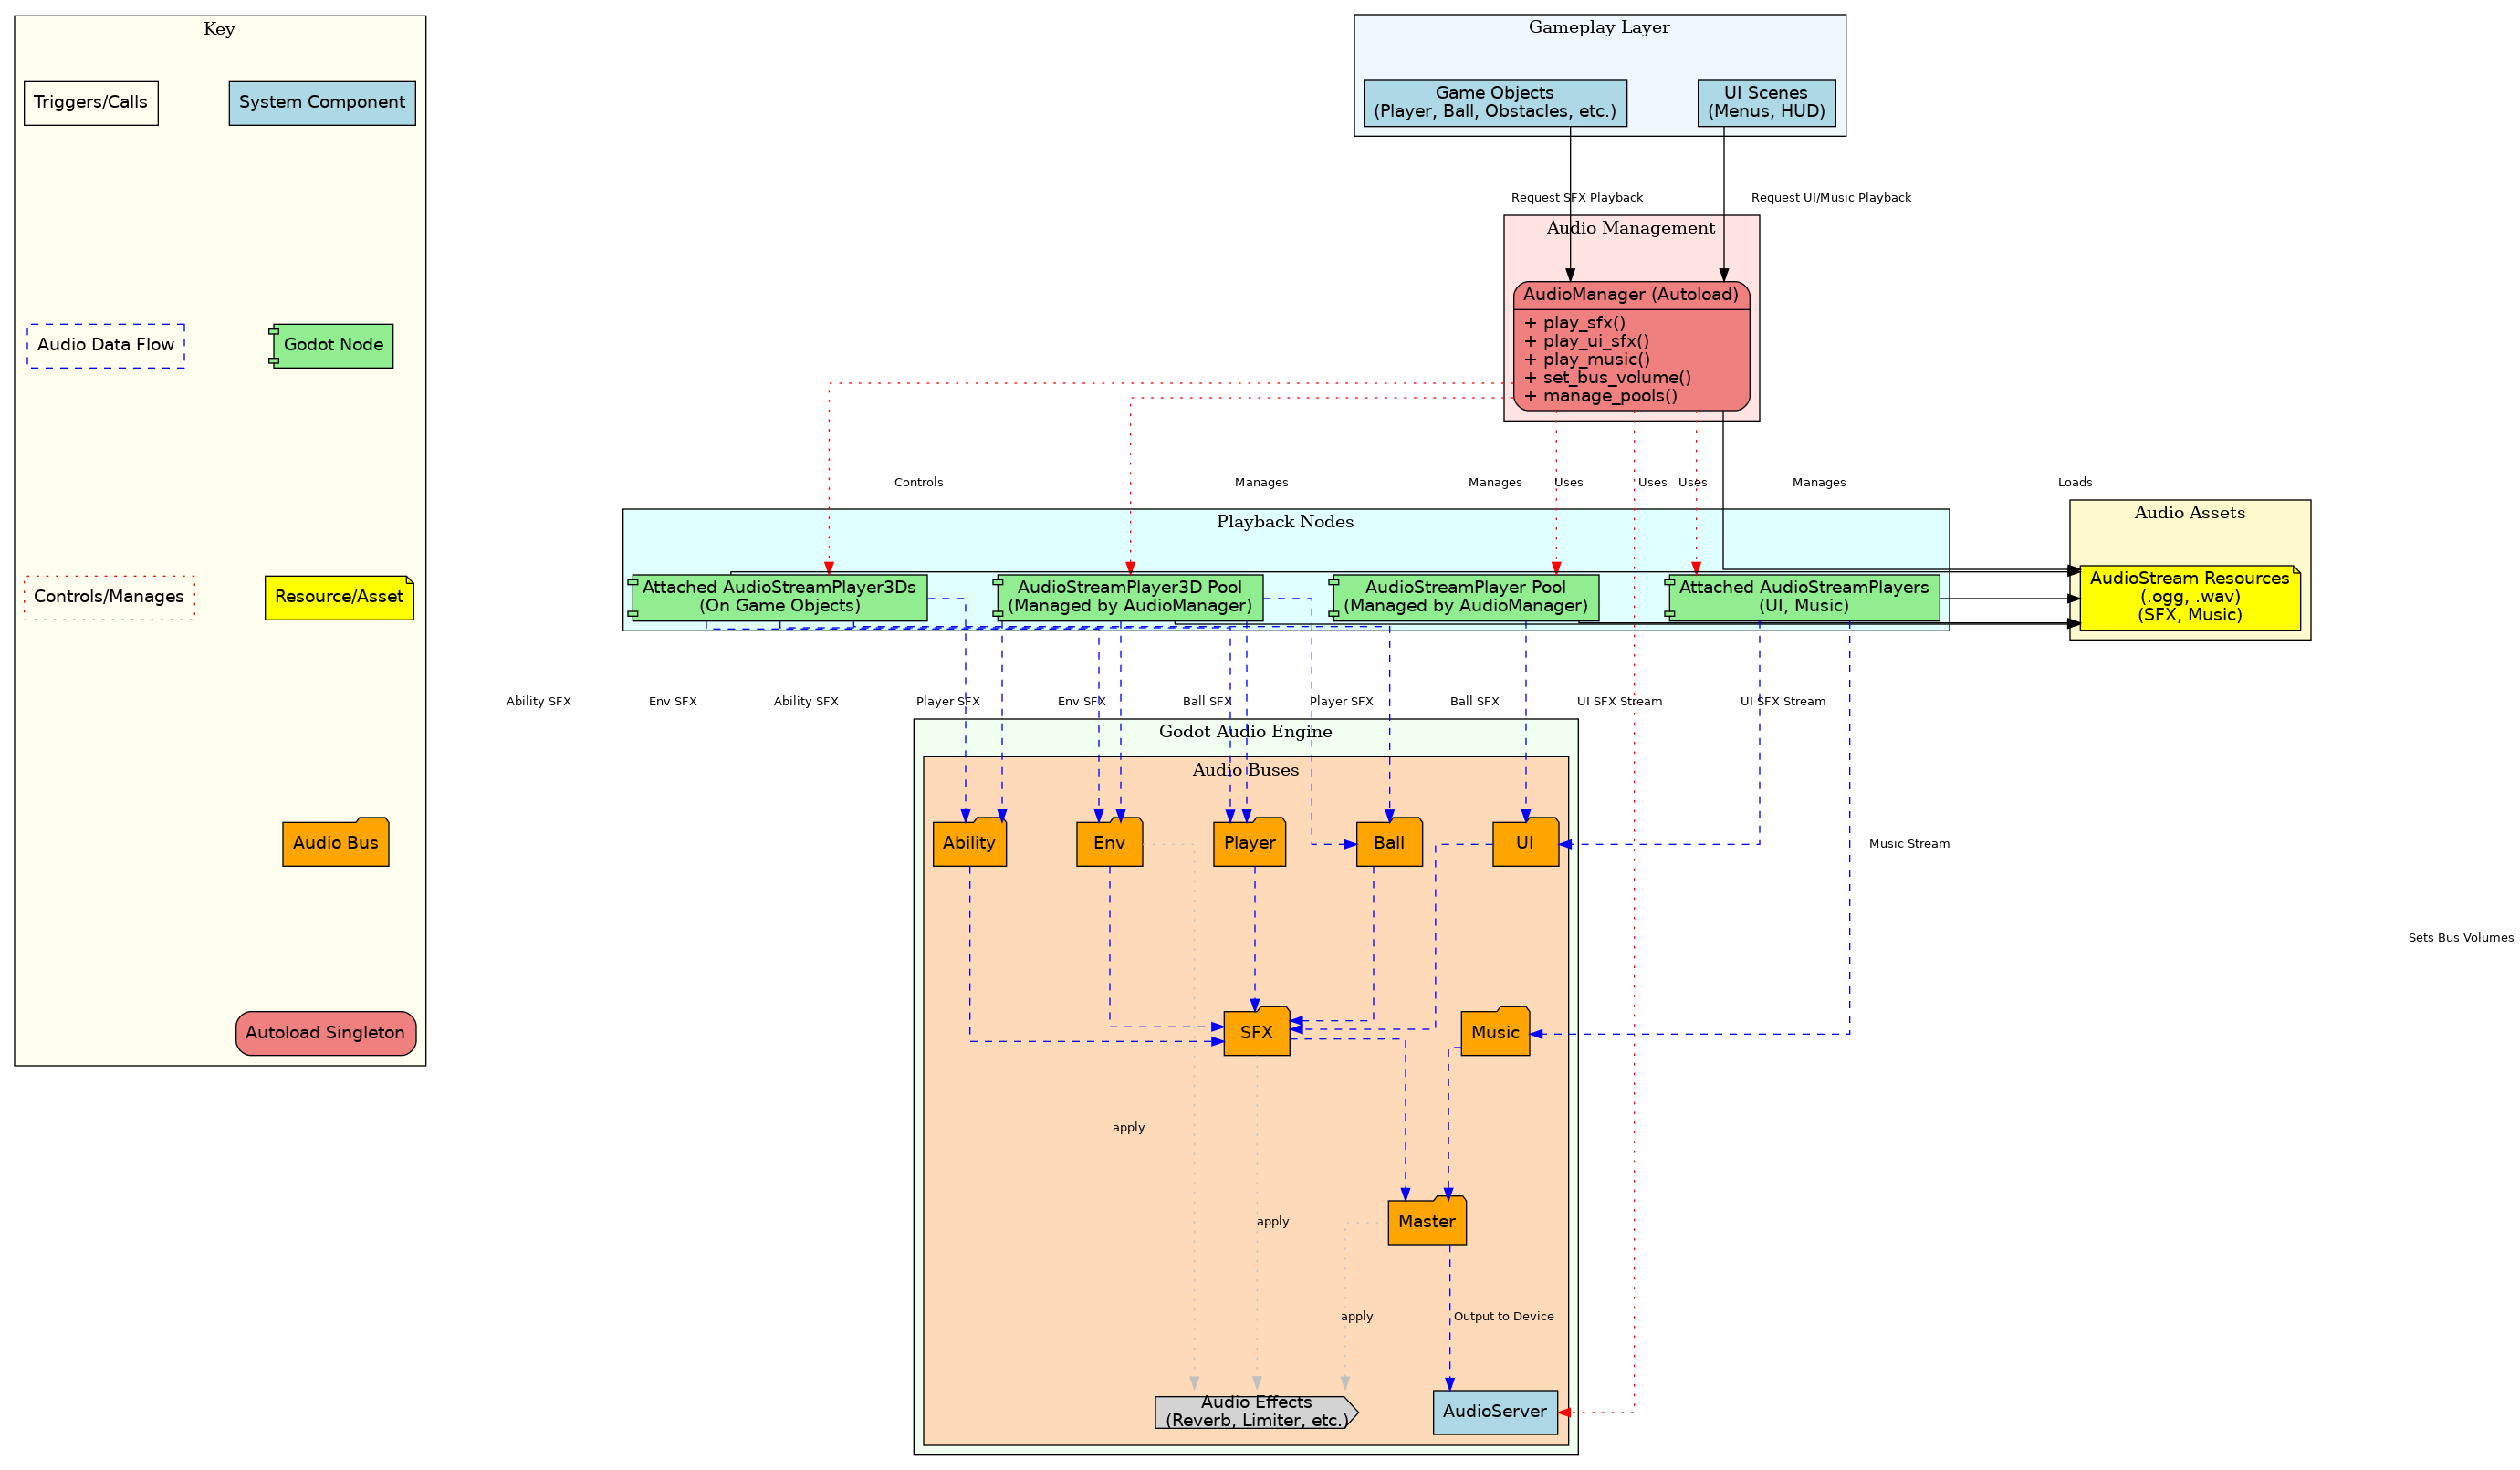 Key
Triggers/Calls
System Component
Audio Data Flow
Godot Node
Controls/Manages
Resource/Asset
Audio Bus
Autoload Singleton
Gameplay Layer
Game Objects
(Player, Ball, Obstacles, etc.)
UI Scenes
(Menus, HUD)
Request SFX Playback
Request UI/Music Playback
Audio Management
AudioManager (Autoload)
+ play_sfx()
+ play_ui_sfx()
+ play_music()
+ set_bus_volume()
+ manage_pools()
Controls
Manages
Manages
Uses
Uses
Uses
Manages
Loads
Playback Nodes
Attached AudioStreamPlayer3Ds
(On Game Objects)
AudioStreamPlayer3D Pool
(Managed by AudioManager)
AudioStreamPlayer Pool
(Managed by AudioManager)
Attached AudioStreamPlayers
(UI, Music)
Audio Assets
AudioStream Resources
(.ogg, .wav)
(SFX, Music)
Ability SFX
Env SFX
Ability SFX
Player SFX
Env SFX
Ball SFX
Player SFX
Ball SFX
UI SFX Stream
UI SFX Stream
Godot Audio Engine
Audio Buses
Ability
Env
Player
Ball
UI
Music Stream
Sets Bus Volumes
SFX
Music
apply
apply
Master
apply
Output to Device
Audio Effects
(Reverb, Limiter, etc.)
AudioServer